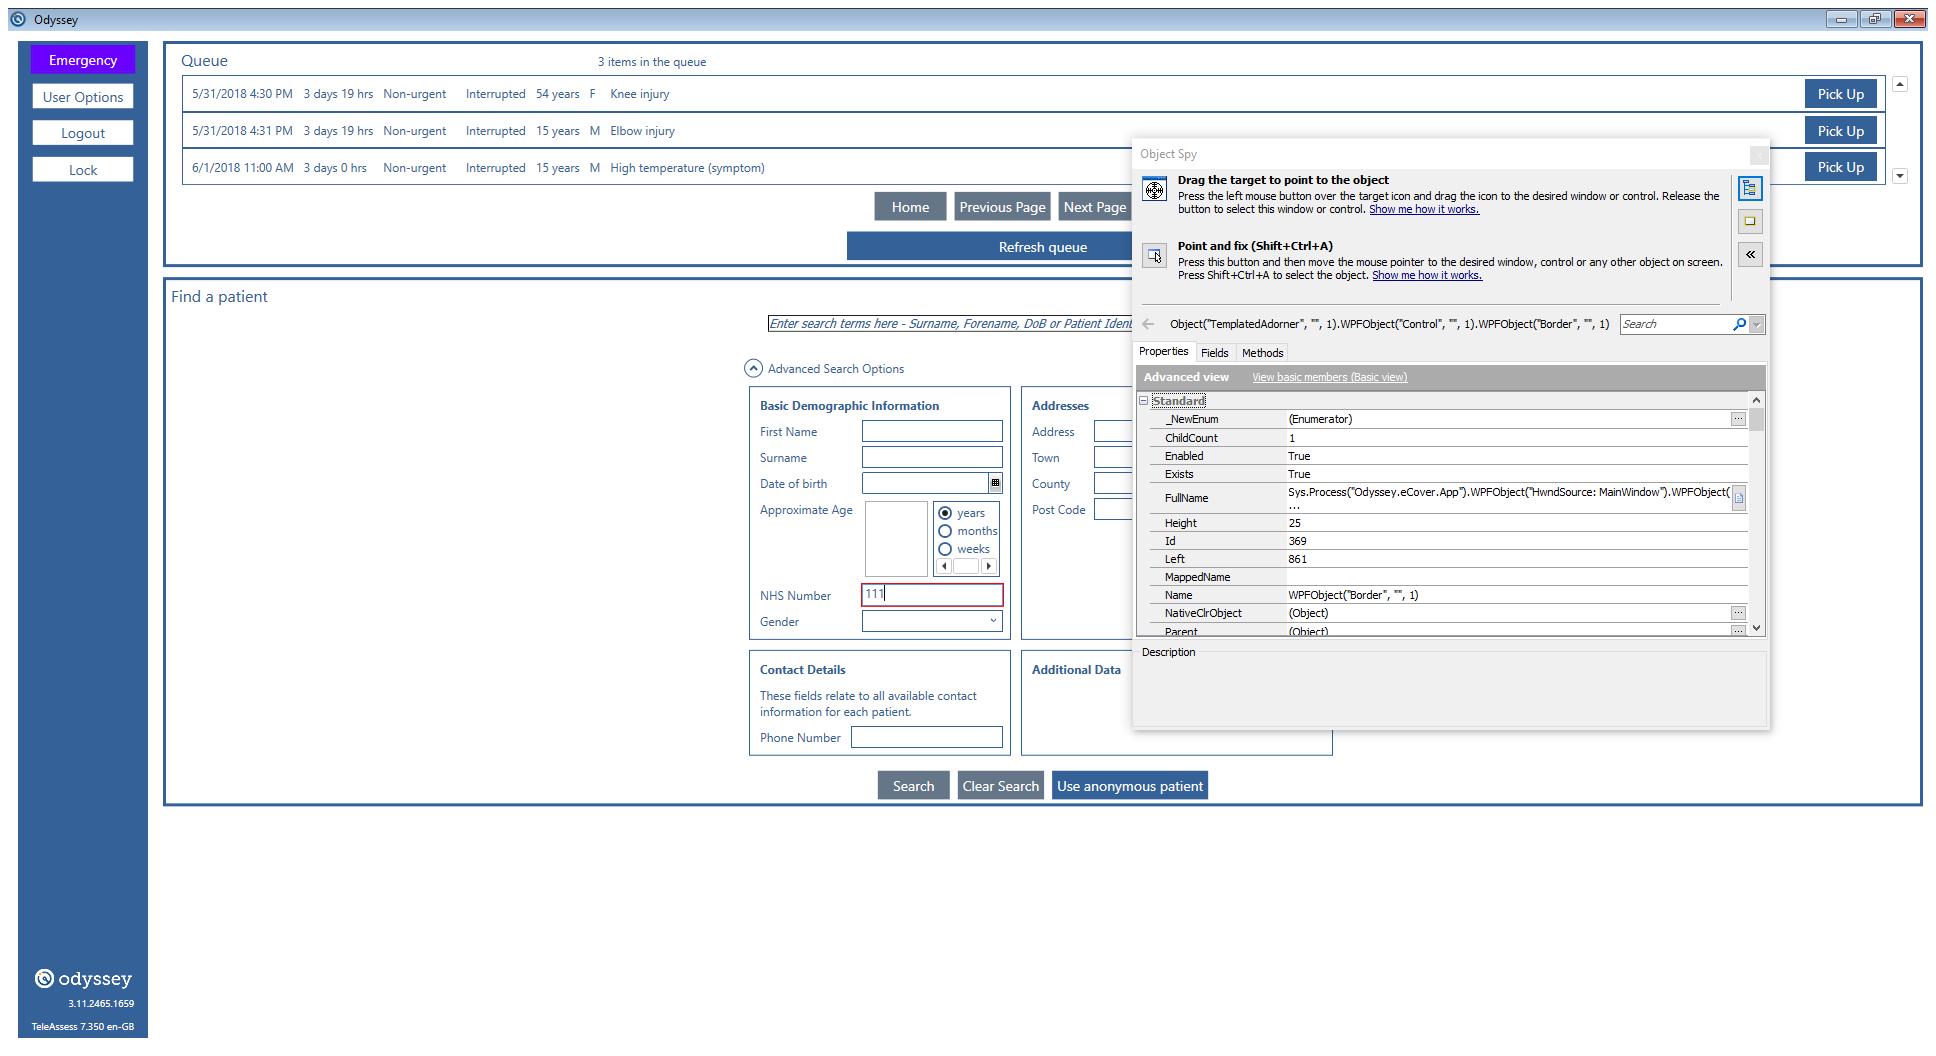 Odyssey
Emergency
User Options
Logout
Lock
Queue
3 items in the queue
5/31/2018 4:30 PM 3 days 19 hrs Non-urgent Interrupted 54 years F Knee injury Pick Up
5/31/2018 4:31 PM 3 days 19 hrs Non-urgent Interrupted 15 years M Elbow injury Pick Up
6/1/2018 11:00 AM 3 days 0 hrs Non-urgent Interrupted 15 years M High temperature (symptom) Pick Up
Home Previous Page Next Page
Refresh queue
Find a patient
Enter search terms here - Surname, Forename, DoB or Patient Ident
Advanced Search Options
Basic Demographic Information
First Name
Surname
Date of birth
Approximate Age
years
months
weeks
NHS Number 111
Gender
Addresses
Address
Town
County
Post Code
Contact Details
These fields relate to all available contact
information for each patient.
Phone Number
Additional Data
Search Clear Search Use anonymous patient
Object Spy
Drag the target to point to the object
Press the left mouse button over the target icon and drag the icon to the desired window or control. Release the
button to select this window or control. Show me how it works.
Point and fix (Shift+Ctrl+A)
Press this button and then move the mouse pointer to the desired window, control or any other object on screen.
Press Shift+Ctrl+A to select the object. Show me how it works.
Object("TemplatedAdorner", "", 1).WPFObject("Control", "", 1).WPFObject("Border", "", 1)
Search
Properties Fields Methods
Advanced view View basic members (Basic view)
Standard
_NewEnum (Enumerator)
ChildCount 1
Enabled True
Exists True
FullName Sys.Process("Odyssey.eCover.App").WPFObject("HwndSource: MainWindow").WPFObject( ...
Height 25
Id 369
Left 861
MappedName
Name WPFObject("Border", "", 1)
NativeClrObject (Object)
Parent (Object)
Description
odyssey
3.11.2465.1659
TeleAssess 7.350 en-GB